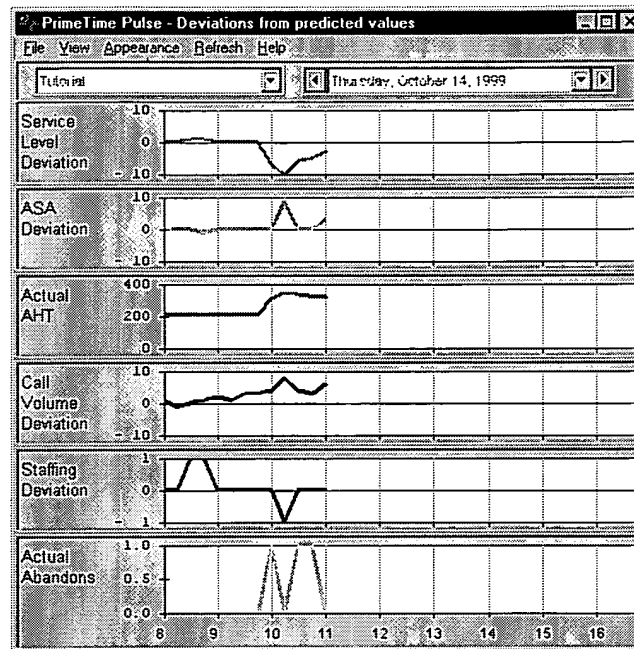 PrimeTime Pulse - Deviations from predicted values
File View Appearance Refresh Help
Tutorial
Thursday, October 14, 1999
Service
Level
Deviation
10
0
- 10
ASA
Deviation
10
0
- 10
Actual
AHT
400
200
0
Call
Volume
Deviation
10
0
- 10
Staffing
Deviation
1
0
- 1
Actual
Abandons
1.0
0.5
0.0
8 9 10 11 12 13 14 15 16